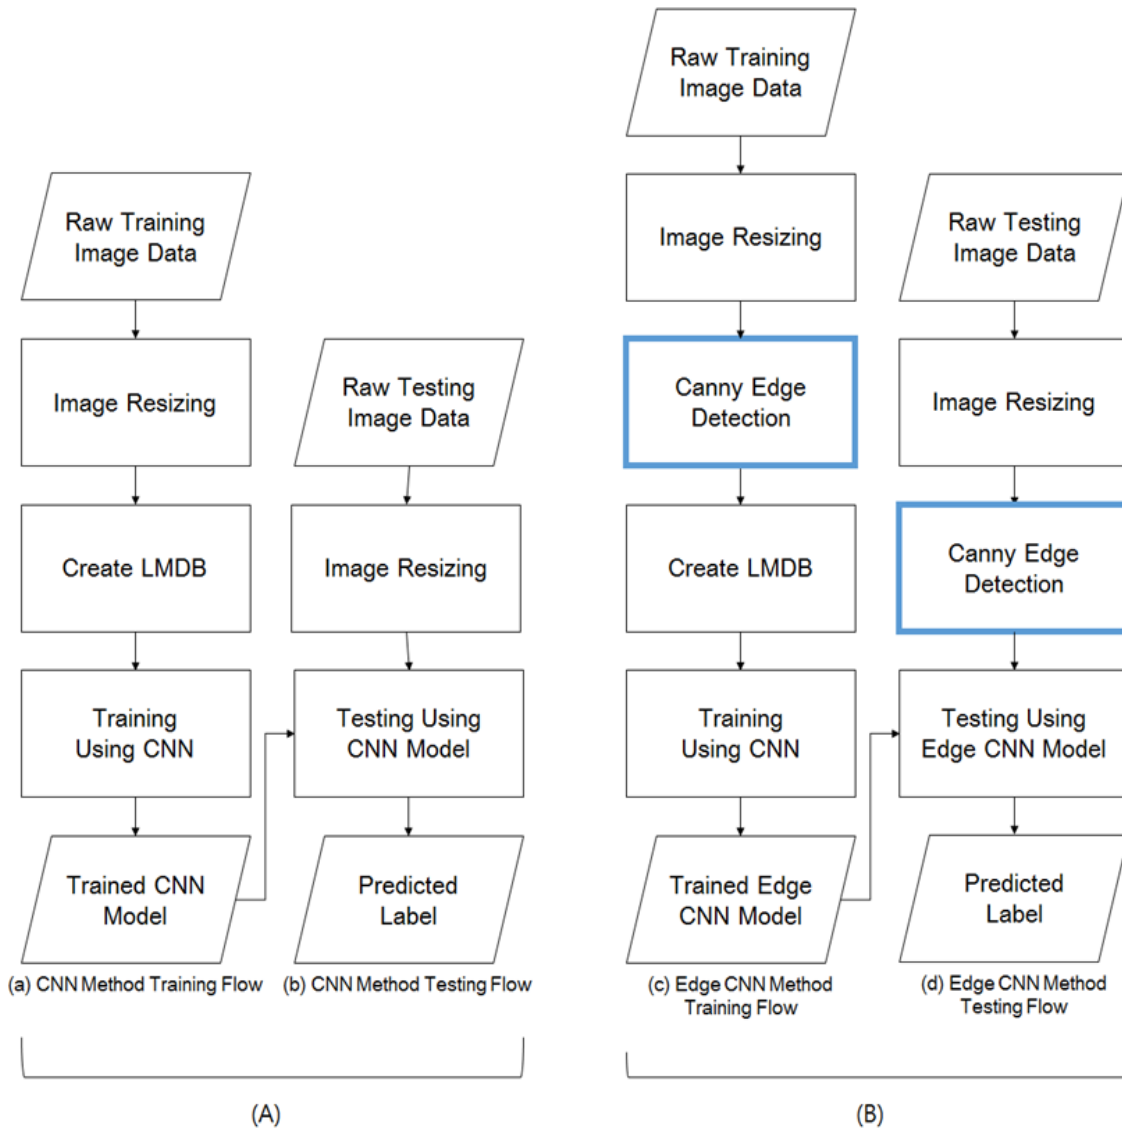 Raw Training
Image Data
Image Resizing
Create LMDB
Training
Using CNN
Trained CNN
Model
(a) CNN Method Training Flow
Raw Testing
Image Data
Image Resizing
Testing Using
CNN Model
Predicted
Label
(b) CNN Method Testing Flow
(A)
Raw Training
Image Data
Image Resizing
Canny Edge
Detection
Create LMDB
Training
Using CNN
Trained Edge
CNN Model
(c) Edge CNN Method
Training Flow
Raw Testing
Image Data
Image Resizing
Canny Edge
Detection
Testing Using
Edge CNN Model
Predicted
Label
(d) Edge CNN Method
Testing Flow
(B)